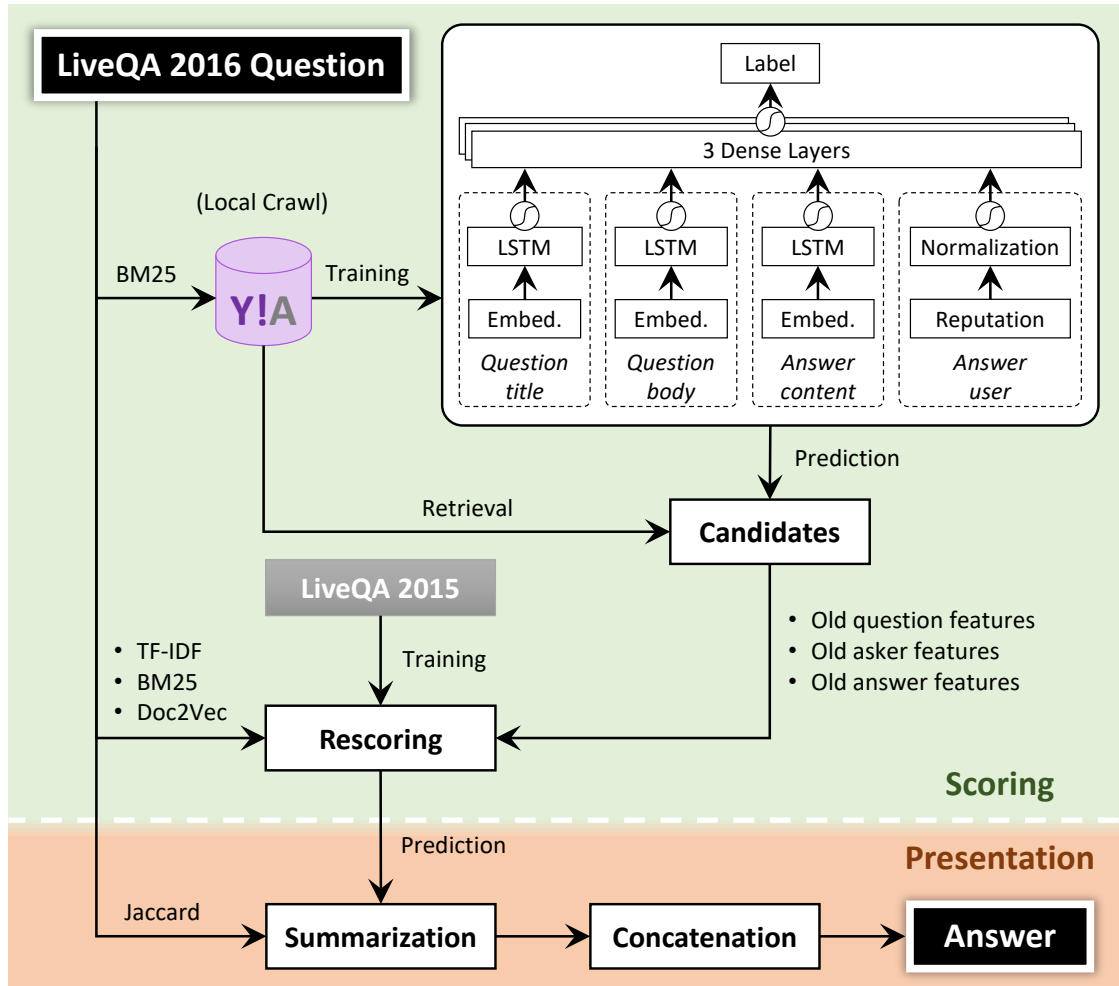 LiveQA 2016 Question
Label
3 Dense Layers
(Local Crawl)
LSTM
LSTM
LSTM
Normalization
BM25
Training
Y!A
Embed.
Embed.
Embed.
Reputation
Question
title
Question
body
Answer
content
Answer
user
Prediction
Retrieval
Candidates
LiveQA 2015
• Old question features
• Old asker features
• Old answer features
• TF-IDF
• BM25
• Doc2Vec
Training
Rescoring
Scoring
Prediction
Presentation
Jaccard
Summarization
Concatenation
Answer